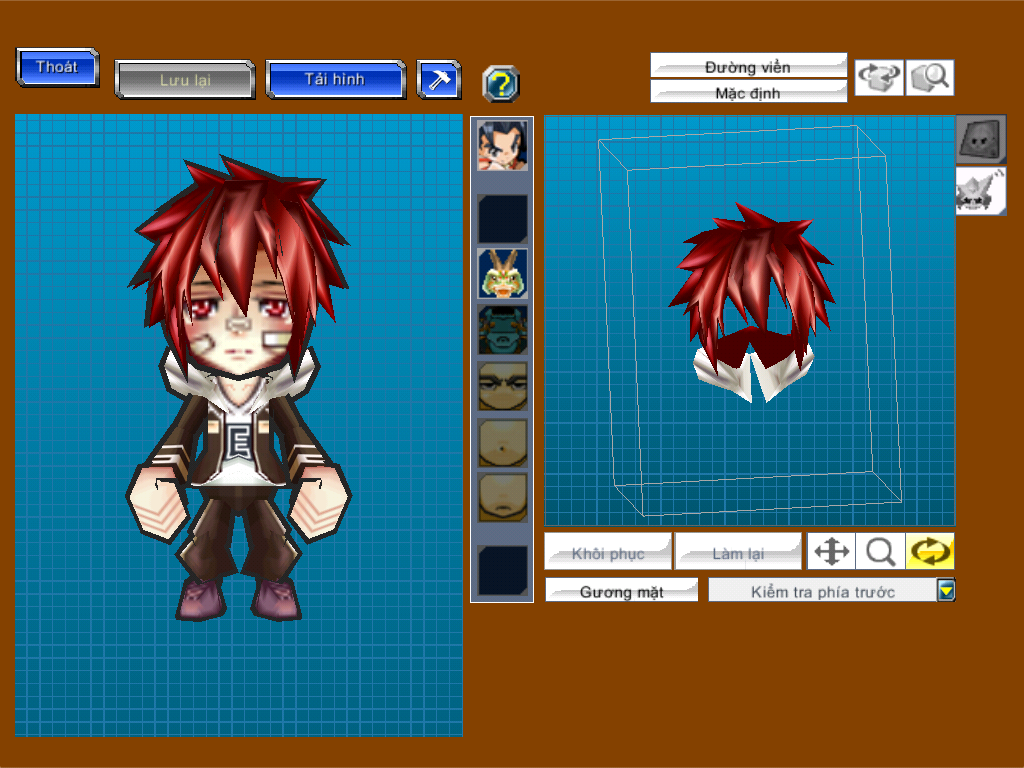 Thoát
Lưu lại
Tải hình
?
Đường viền
Mặc định
E
Khôi phục
Làm lại
Gương mặt
Kiểm tra phía trước